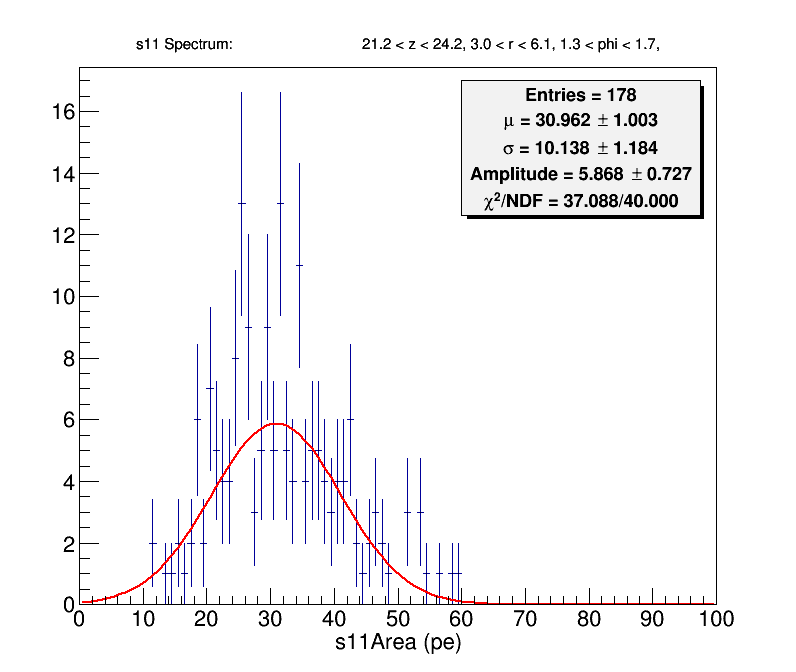 s11 Spectrum: 21.2 < z < 24.2, 3.0 < r < 6.1, 1.3 < phi < 1.7,
Entries = 178
μ = 30.962 ± 1.003
σ = 10.138 ± 1.184
Amplitude = 5.868 ± 0.727
χ²/NDF = 37.088/40.000
16
14
12
10
8
6
4
2
0
0 10 20 30 40 50 60 70 80 90 100
s11Area (pe)